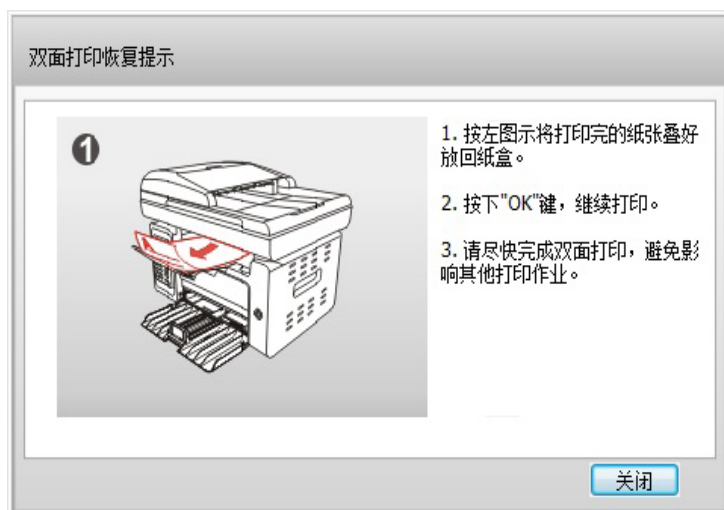 双面打印恢复提示
1
1. 按左图示将打印完的纸张叠好
放回纸盒。
2. 按下"OK"键，继续打印。
3. 请尽快完成双面打印，避免影
响其他打印作业。
关闭